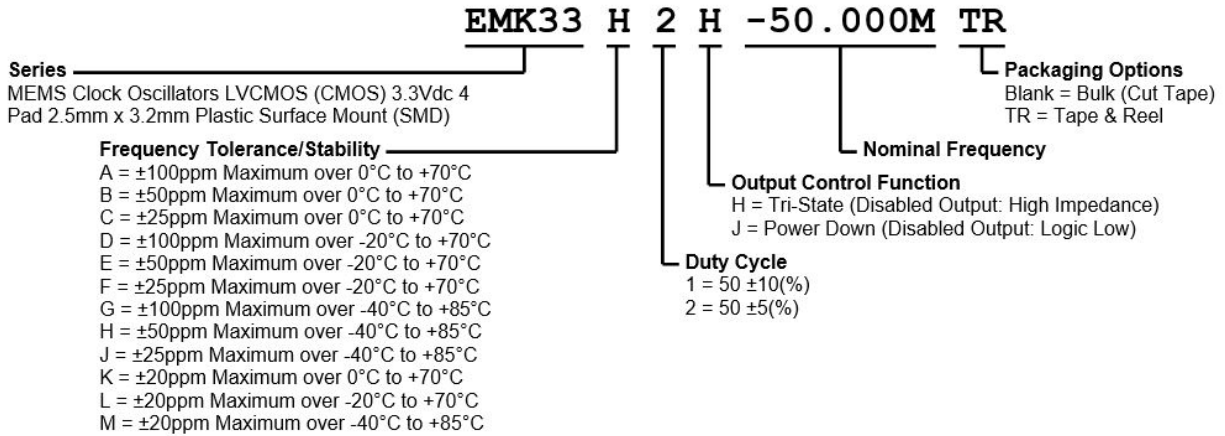 EMK33 H 2 H -50.000M TR
Series
MEMS Clock Oscillators LVCMOS (CMOS) 3.3Vdc 4
Pad 2.5mm x 3.2mm Plastic Surface Mount (SMD)
Frequency Tolerance/Stability
A = ±100ppm Maximum over 0°C to +70°C
B = ±50ppm Maximum over 0°C to +70°C
C = ±25ppm Maximum over 0°C to +70°C
D = ±100ppm Maximum over -20°C to +70°C
E = ±50ppm Maximum over -20°C to +70°C
F = ±25ppm Maximum over -20°C to +70°C
G = ±100ppm Maximum over -40°C to +85°C
H = ±50ppm Maximum over -40°C to +85°C
J = ±25ppm Maximum over -40°C to +85°C
K = ±20ppm Maximum over 0°C to +70°C
L = ±20ppm Maximum over -20°C to +70°C
M = ±20ppm Maximum over -40°C to +85°C
Duty Cycle
1 = 50 ±10(%)
2 = 50 ±5(%)
Output Control Function
H = Tri-State (Disabled Output: High Impedance)
J = Power Down (Disabled Output: Logic Low)
Nominal Frequency
Packaging Options
Blank = Bulk (Cut Tape)
TR = Tape & Reel